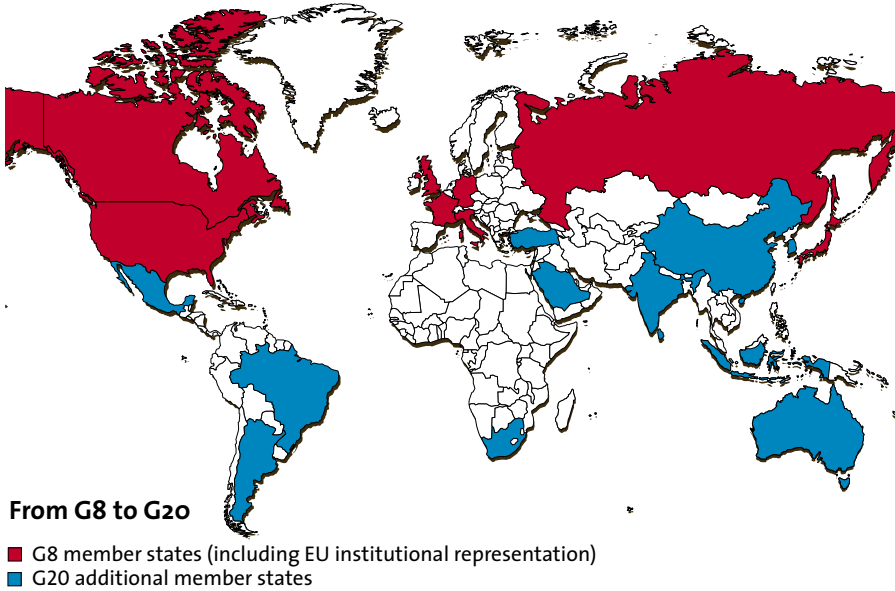 From G8 to G20
G8 member states (including EU institutional representation)
G20 additional member states